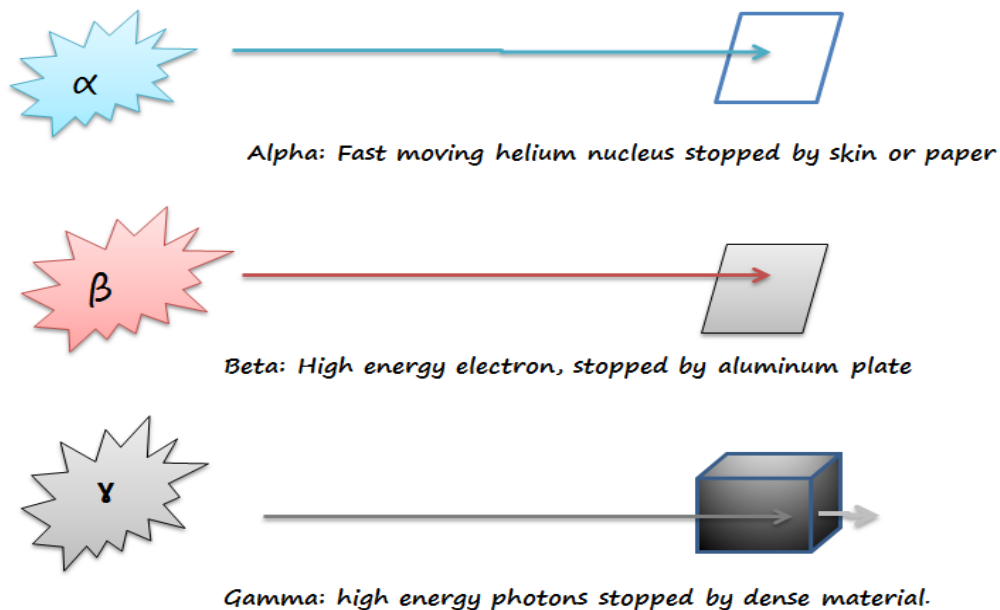 α
Alpha: Fast moving helium nucleus stopped by skin or paper
β
Beta: High energy electron, stopped by aluminum plate
Ɣ
Gamma: high energy photons stopped by dense material.